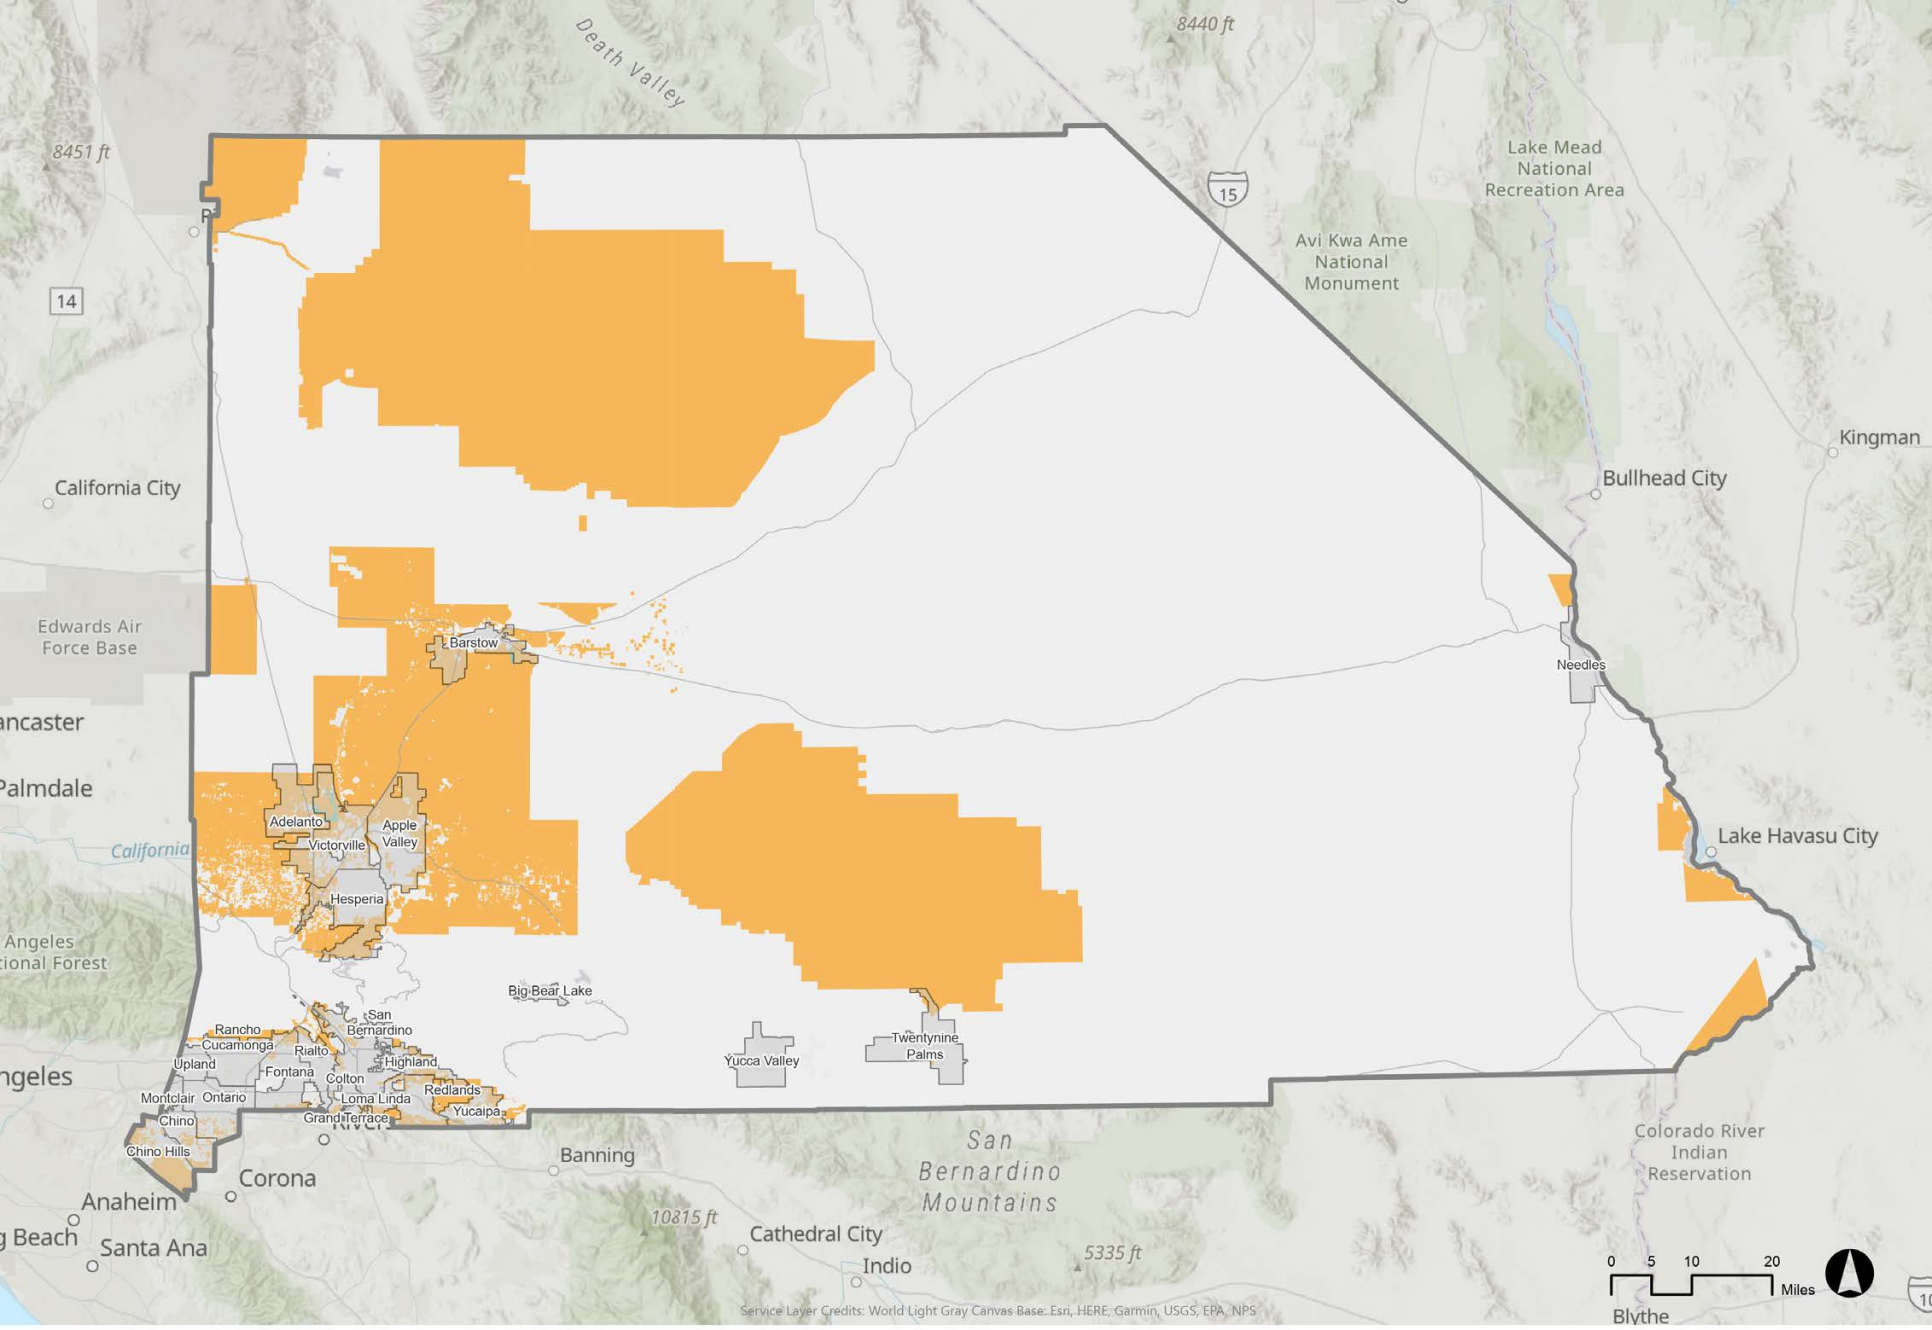 8440 ft
Death Valley
8451 ft
Lake Mead
National
Recreation Area
15
Avi Kwa Ame
National
Monument
14
Kingman
Bullhead City
California City
Edwards Air
Force Base
Barstow
Needles
ancaster
Palmdale
Adelanto
Apple
Valley
Victorville
California
Lake Havasu City
Hesperia
Angeles
tional Forest
Big Bear Lake
San
Bernardino
Rancho
Cucamonga
Rialto
Twentynine
Palms
Yucca Valley
Upland
Highland
Fontana
Colton
ngeles
Redlands
Montclair
Ontario
Loma Linda
Yucaipa
Grand Terrace
Chino
River
Chino Hills
Colorado River
Indian
Reservation
San
Bernardino
Mountains
Banning
Corona
Anaheim
10815 ft
Cathedral City
g Beach
Santa Ana
5335 ft
Indio
0 5 10 20
Miles
10
Service Layer Credits: World Light Gray Canvas Base: Esri, HERE, Garmin, USGS, EPA, NPS
Blythe